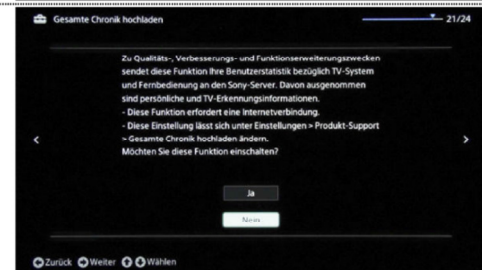 Gesamte Chronik hochladen
21/24
Zu Qualitäts-, Verbesserungs- und Funktionserweiterungszwecken
sendet diese Funktion Ihre Benutzerstatistik bezüglich TV-System
und Fernbedienung an den Sony-Server. Davon ausgenommen
sind persönliche und TV-Erkennungsinformationen.
- Diese Funktion erfordert eine Internetverbindung.
- Diese Einstellung lässt sich unter Einstellungen > Produkt-Support
> Gesamte Chronik hochladen ändern.
Möchten Sie diese Funktion einschalten?
Ja
Nein
Zurück Weiter Wählen